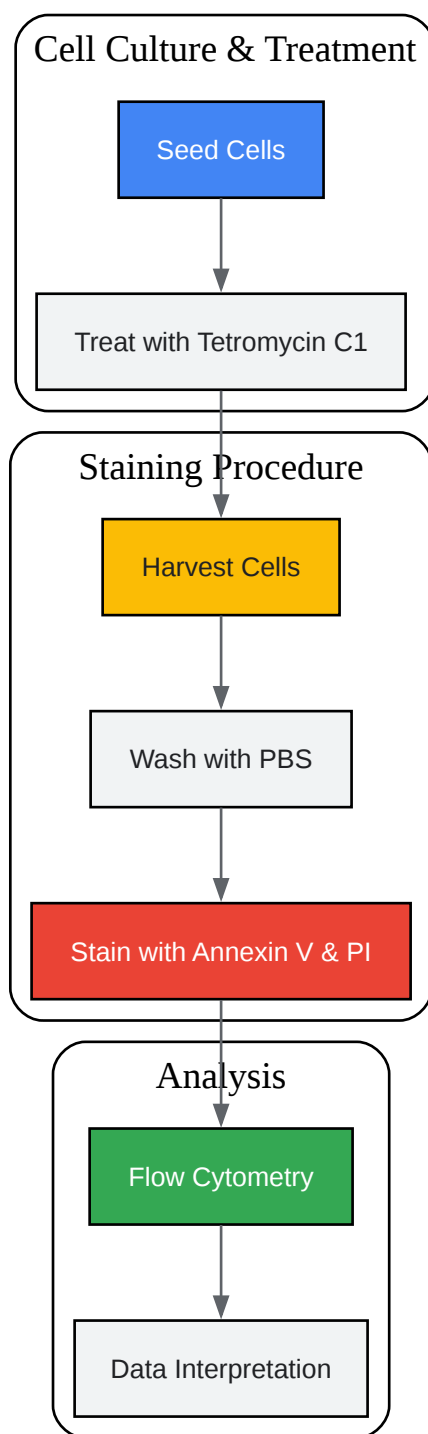 Cell Culture & Treatment
Seed Cells
Treat with Tetromycin C1
Staining Procedure
Harvest Cells
Wash with PBS
Stain with Annexin V & PI
Analysis
Flow Cytometry
Data Interpretation